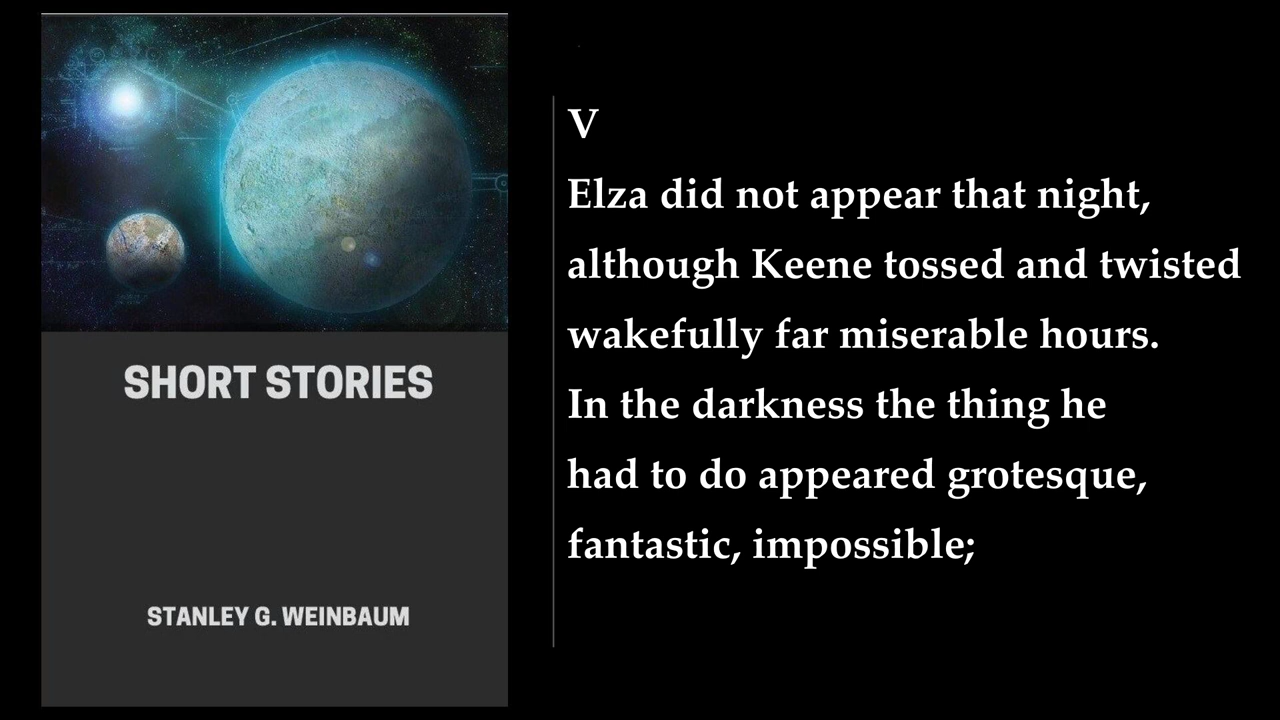 SHORT STORIES
STANLEY G. WEINBAUM
V
Elza did not appear that night,
although Keene tossed and twisted
wakefully far miserable hours.
In the darkness the thing he
had to do appeared grotesque,
fantastic, impossible;